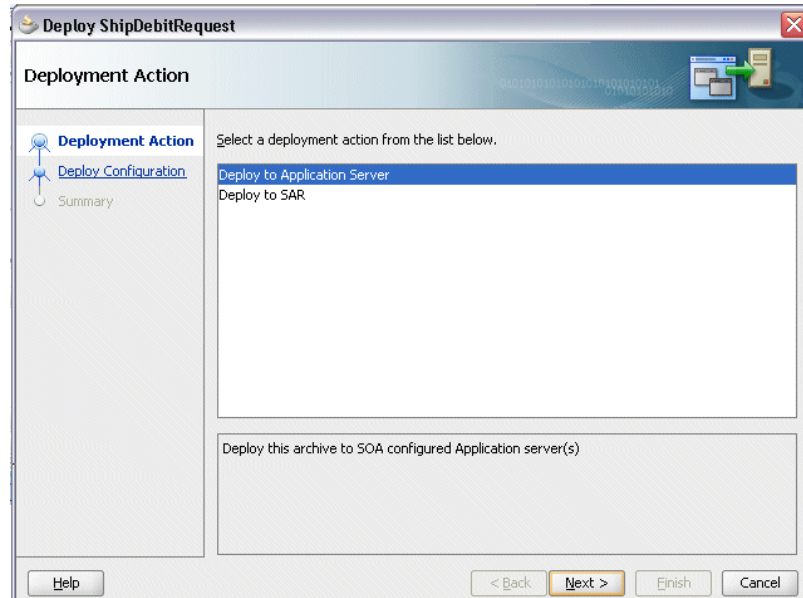 Deploy ShipDebitRequest
Deployment Action
Deployment Action
Select a deployment action from the list below.
Deploy Configuration
Summary
Deploy to Application Server
Deploy to SAR
Deploy this archive to SOA configured Application server(s)
Help
< Back
Next >
Finish
Cancel